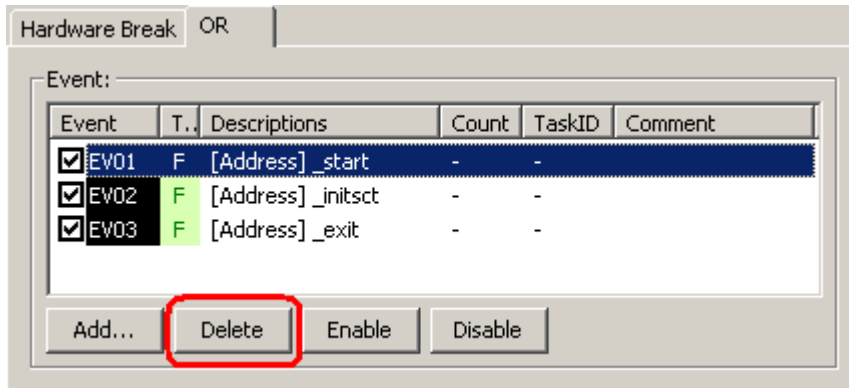 Hardware Break OR
Event:
Event T.. Descriptions Count TaskID Comment
EV01 F [Address] _start - -
EV02 F [Address] _initsct - -
EV03 F [Address] _exit - -
Add... Delete Enable Disable